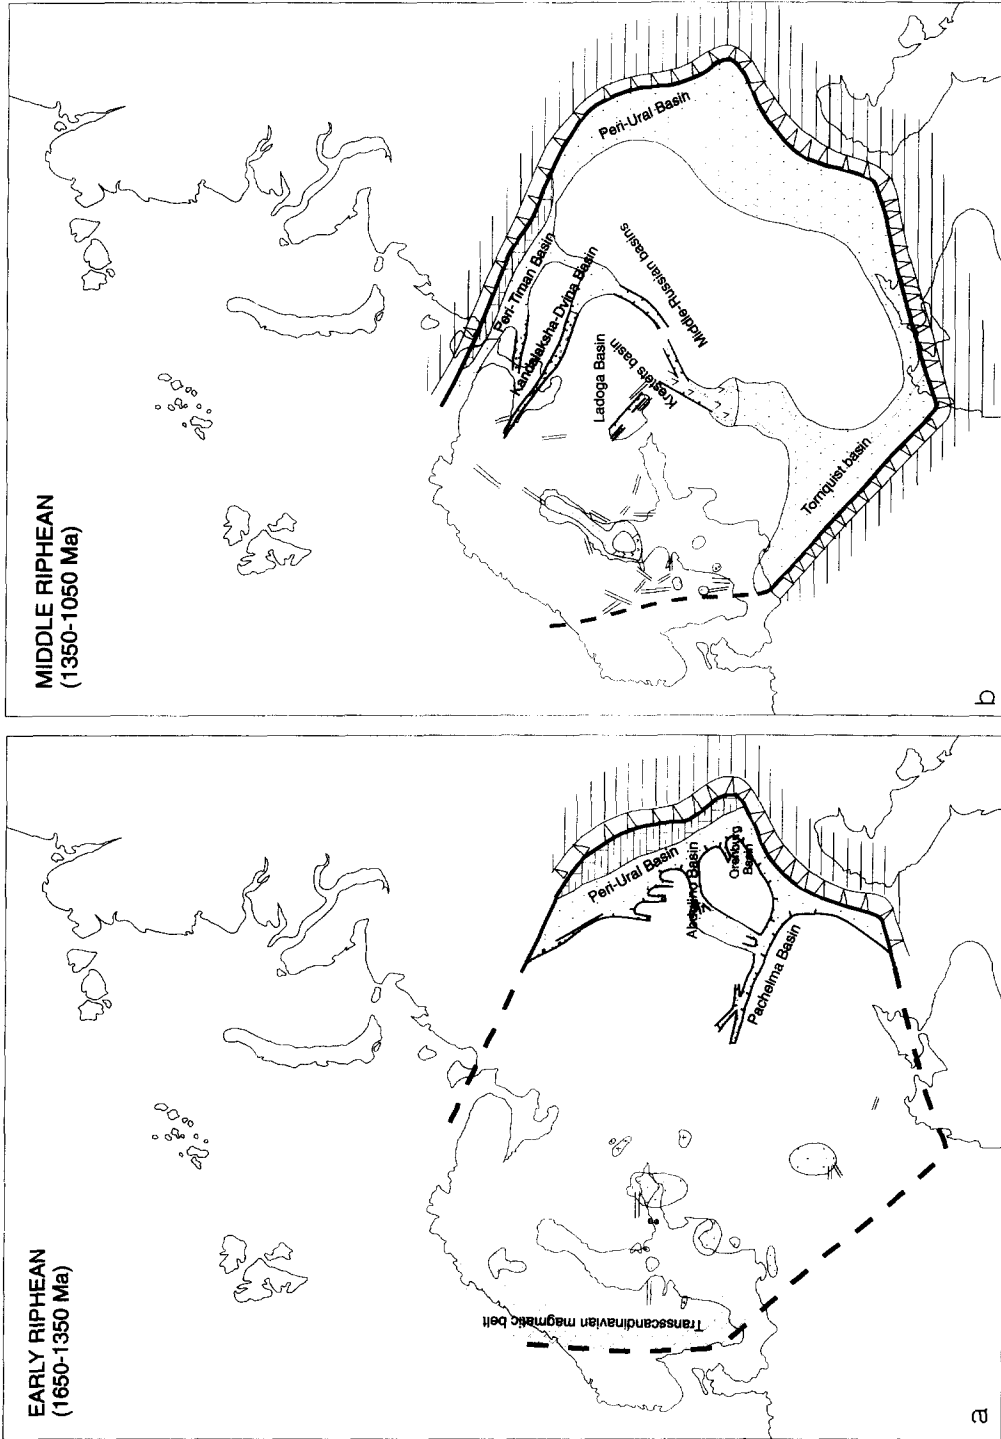 EARLY RIPHEAN
(1650-1350 Ma)
Peri-Ural Basin
Abdulino Basin
Orenburg
Basin
Pachelma Basin
Transscandinavian magmatic belt
a
MIDDLE RIPHEAN
(1350-1050 Ma)
Peri-Ural Basin
Peri-Timan Basin
Kandalaksha-Dvina Basin
Middle-Russian basins
Ladoga Basin
Krestets basin
Tornquist basin
b